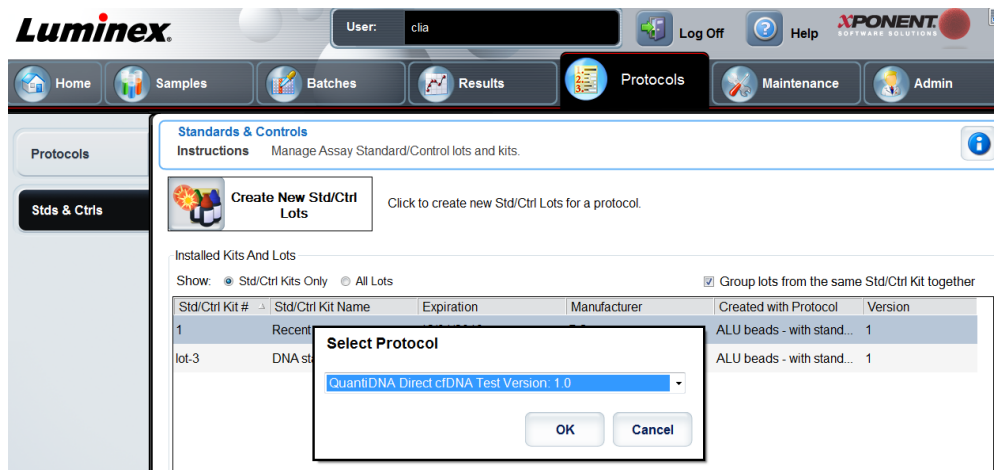 Luminex.
User: clia
Log Off
Help
XPONENT.
SOFTWARE SOLUTIONS
Home
Samples
Batches
Results
Protocols
Maintenance
Admin
Protocols
Stds & Ctrls
Standards & Controls
Instructions Manage Assay Standard/Control lots and kits.
Create New Std/Ctrl
Lots
Click to create new Std/Ctrl Lots for a protocol.
Installed Kits And Lots
Show: Std/Ctrl Kits Only All Lots
Group lots from the same Std/Ctrl Kit together
Std/Ctrl Kit # Std/Ctrl Kit Name Expiration Manufacturer Created with Protocol Version
1 Recent ALU beads - with stand... 1
lot-3 DNA sta ALU beads - with stand... 1
Select Protocol
QuantiDNA Direct cfDNA Test Version: 1.0
OK
Cancel